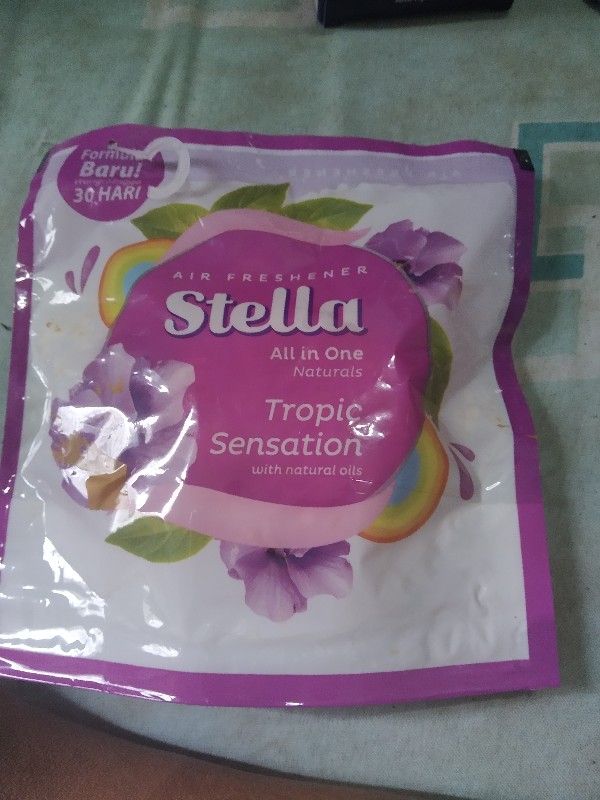 Formula
Baru!
30 HARI
AIR FRESHENER
Stella
All in One
Naturals
Tropic
Sensation
with natural oils